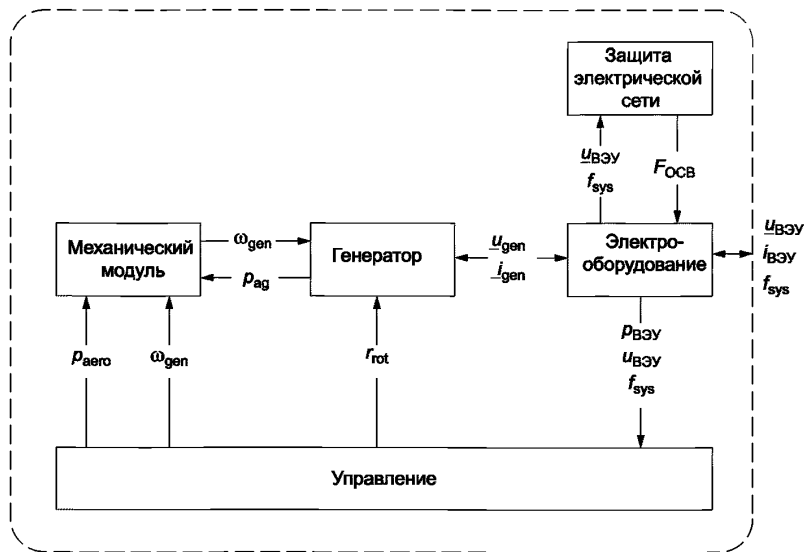 Защита
электрической
сети
u_ВЭУ
f_sys
F_ОСВ
Механический
модуль
ω_gen
p_ag
Генератор
u_gen
i_gen
Электро-
оборудование
u_ВЭУ
i_ВЭУ
f_sys
p_aero
ω_gen
r_rot
p_ВЭУ
u_ВЭУ
f_sys
Управление